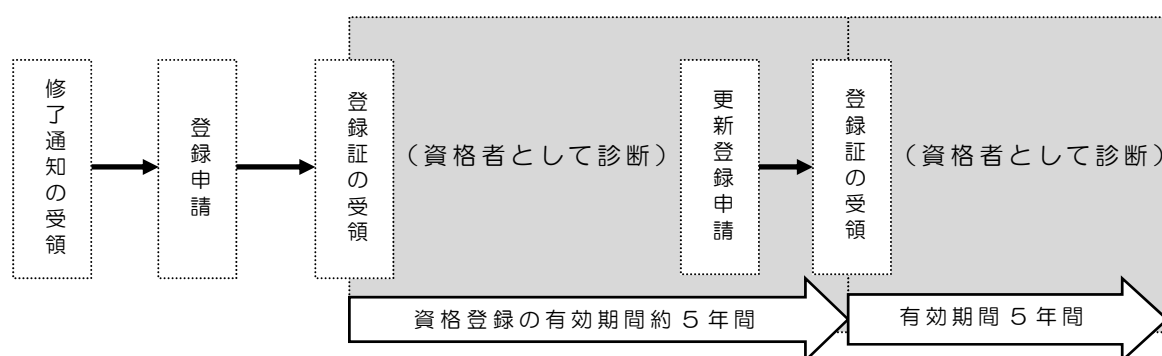 修了通知の受領
登録申請
登録証の受領
（資格者として診断）
更新登録申請
登録証の受領
（資格者として診断）
資格登録の有効期間約５年間
有効期間５年間